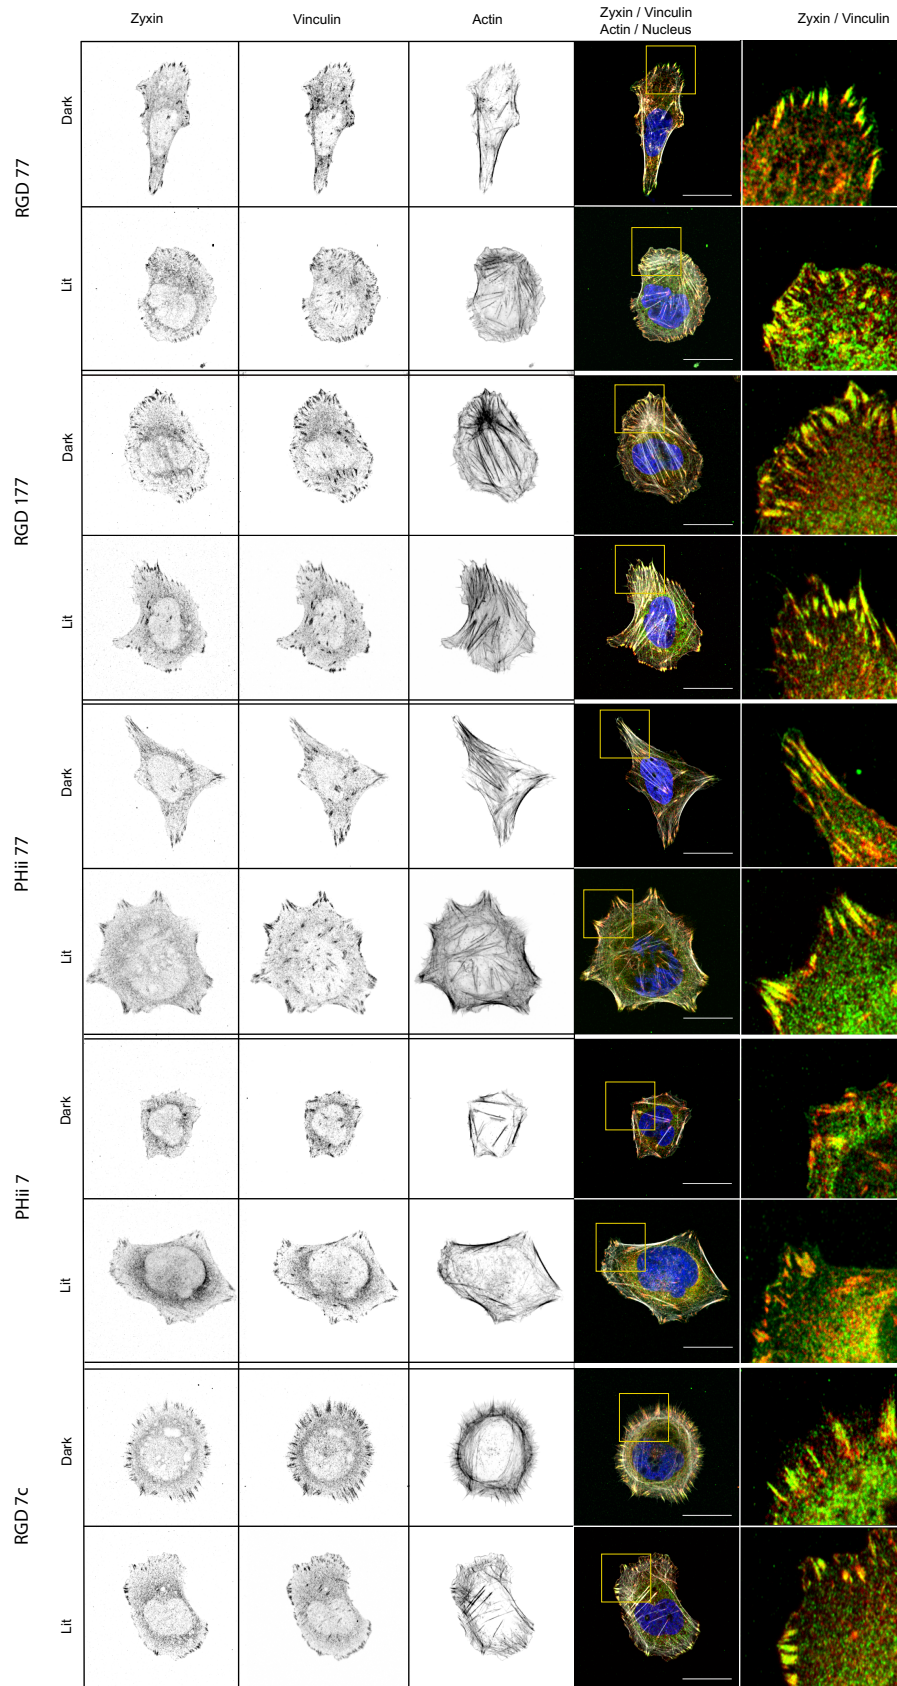 Zyxin
Vinculin
Actin
Zyxin / Vinculin
Actin / Nucleus
Zyxin / Vinculin
RGD 77
Dark
Lit
RGD 177
Dark
Lit
PHii 77
Dark
Lit
PHii 7
Dark
Lit
RGD 7c
Dark
Lit